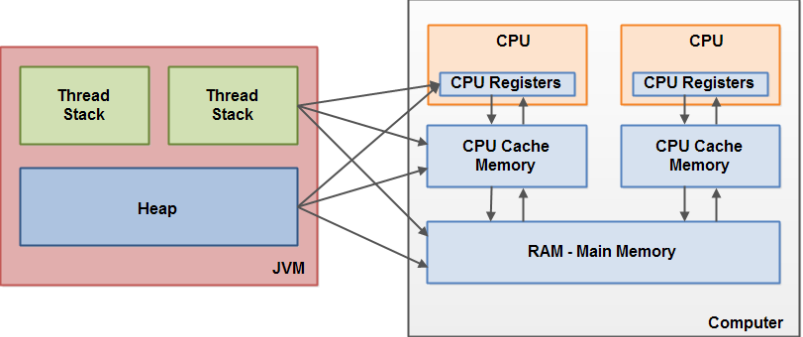 Thread
Stack
Thread
Stack
Heap
JVM
CPU
CPU Registers
CPU Cache
Memory
CPU
CPU Registers
CPU Cache
Memory
RAM - Main Memory
Computer